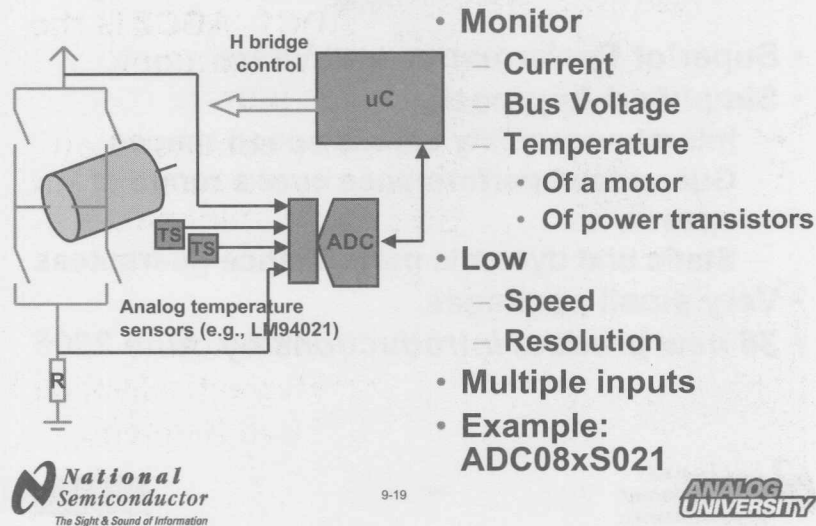 H bridge
control
uC
TS
TS
ADC
Analog temperature
sensors (e.g., LM94021)
R
• Monitor
– Current
– Bus Voltage
– Temperature
• Of a motor
• Of power transistors
• Low
– Speed
– Resolution
• Multiple inputs
• Example:
ADC08xS021
National
Semiconductor
The Sight & Sound of Information
9-19
ANALOG
UNIVERSITY